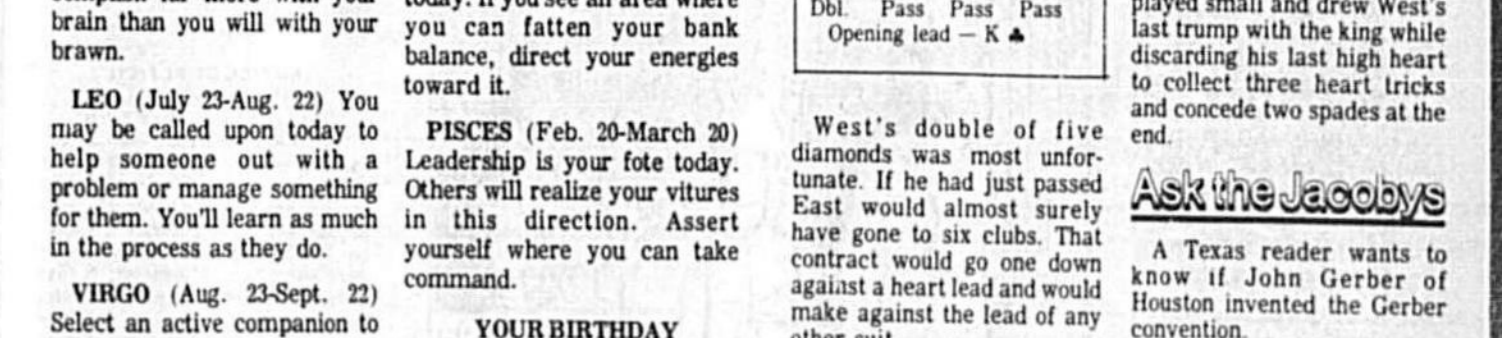 brain than you will with your
brawn.
LEO (July 23-Aug. 22) You
may be called upon today to
help someone out with a
problem or manage something
for them. You'll learn as much
in the process as they do.
VIRGO (Aug. 23-Sept. 22)
Select an active companion to
you can fatten your bank
balance, direct your energies
toward it.
PISCES (Feb. 20-March 20)
Leadership is your fote today.
Others will realize your vitures
in this direction. Assert
yourself where you can take
command.
YOUR BIRTHDAY
Dbl. Pass Pass Pass
Opening lead — K ♣
West's double of five
diamonds was most unfor-
tunate. If he had just passed
East would almost surely
have gone to six clubs. That
contract would go one down
against a heart lead and would
make against the lead of any
played small and drew West's
last trump with the king while
discarding his last high heart
to collect three heart tricks
and concede two spades at the
end.
Ask the Jacobys
A Texas reader wants to
know if John Gerber of
Houston invented the Gerber
convention.